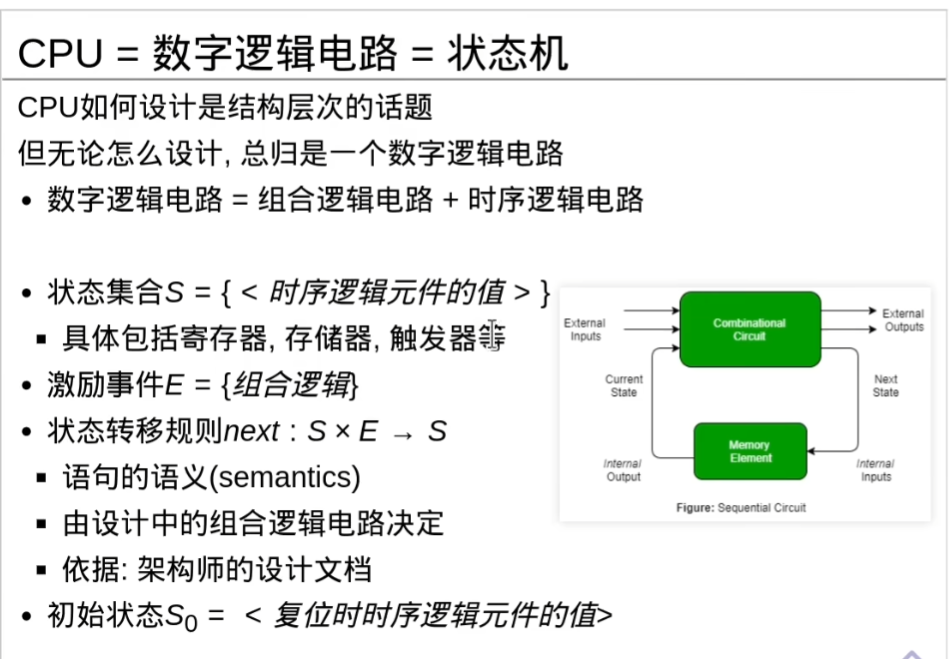 CPU = 数字逻辑电路 = 状态机
CPU如何设计是结构层次的话题
但无论怎么设计, 总归是一个数字逻辑电路
• 数字逻辑电路 = 组合逻辑电路 + 时序逻辑电路
• 状态集合S = { < 时序逻辑元件的值 > }
▪ 具体包括寄存器, 存储器, 触发器等
• 激励事件E = {组合逻辑}
• 状态转移规则next : S × E → S
▪ 语句的语义(semantics)
▪ 由设计中的组合逻辑电路决定
▪ 依据: 架构师的设计文档
• 初始状态S₀ = < 复位时时序逻辑元件的值>
External
Inputs
Combinational
Circuit
External
Outputs
Current
State
Next
State
Memory
Element
Internal
Output
Internal
Inputs
Figure: Sequential Circuit